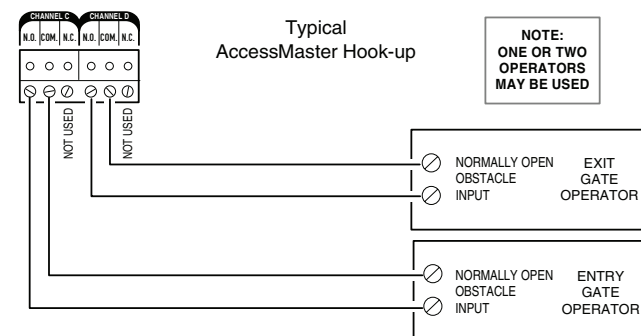 CHANNEL C CHANNEL D
N.O. COM. N.C. N.O. COM. N.C.
NOT USED
NOT USED
Typical
AccessMaster Hook-up
NOTE:
ONE OR TWO
OPERATORS
MAY BE USED
NORMALLY OPEN
OBSTACLE
INPUT
EXIT
GATE
OPERATOR
NORMALLY OPEN
OBSTACLE
INPUT
ENTRY
GATE
OPERATOR